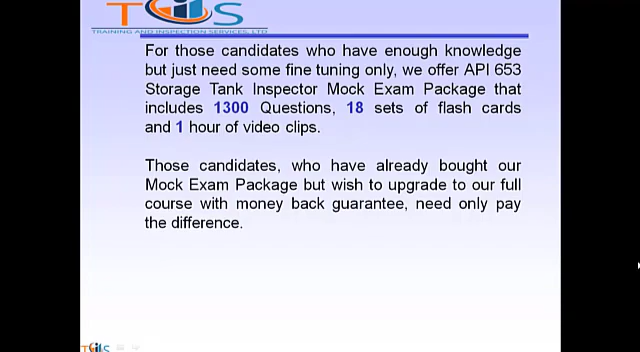 TIS
TRAINING AND INSPECTION SERVICES, LTD
For those candidates who have enough knowledge
but just need some fine tuning only, we offer API 653
Storage Tank Inspector Mock Exam Package that
includes 1300 Questions, 18 sets of flash cards
and 1 hour of video clips.
Those candidates, who have already bought our
Mock Exam Package but wish to upgrade to our full
course with money back guarantee, need only pay
the difference.
TIS